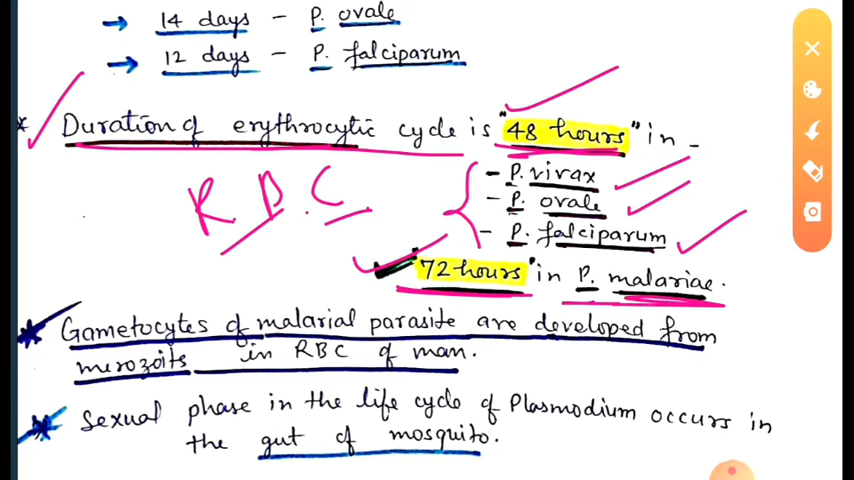 → 14 days - P. ovale
→ 12 days - P. falciparum
* Duration of erythrocytic cycle is "48 hours" in -
- P. virax
- P. ovale
- P. falciparum
R.B.C
"72 hours" in P. malariae.
* Gametocytes of malarial parasite are developed from
merozoits in RBC of man.
* Sexual phase in the life cycle of Plasmodium occurs in
the gut of mosquito.